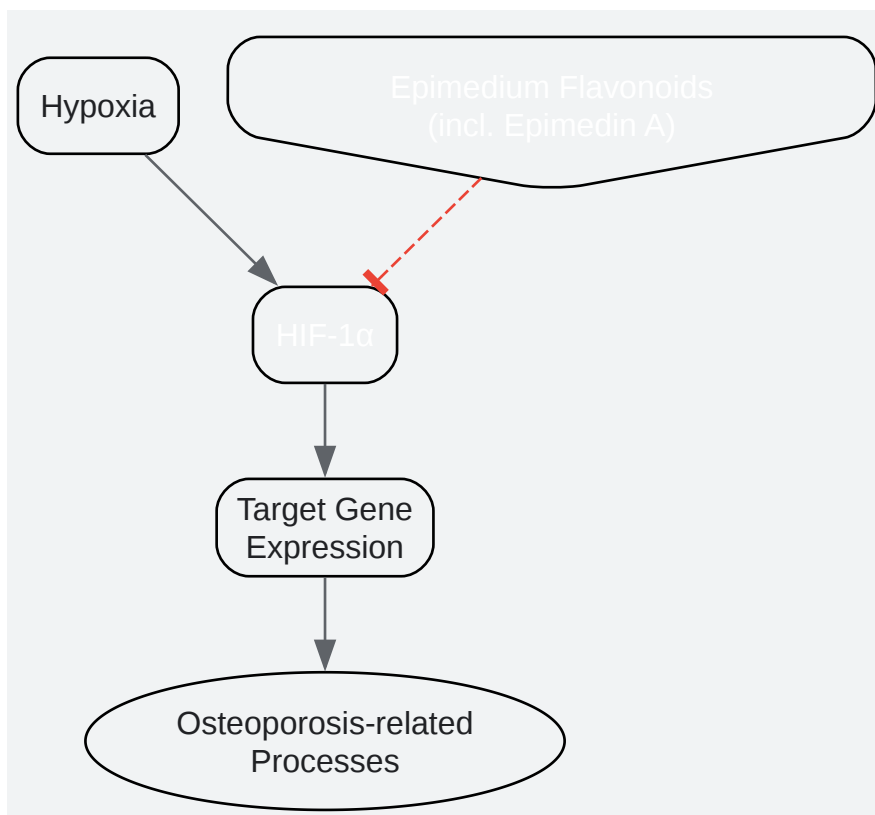 Hypoxia
Epimedium Flavonoids
(incl. Epimedin A)
HIF-1α
Target Gene
Expression
Osteoporosis-related
Processes